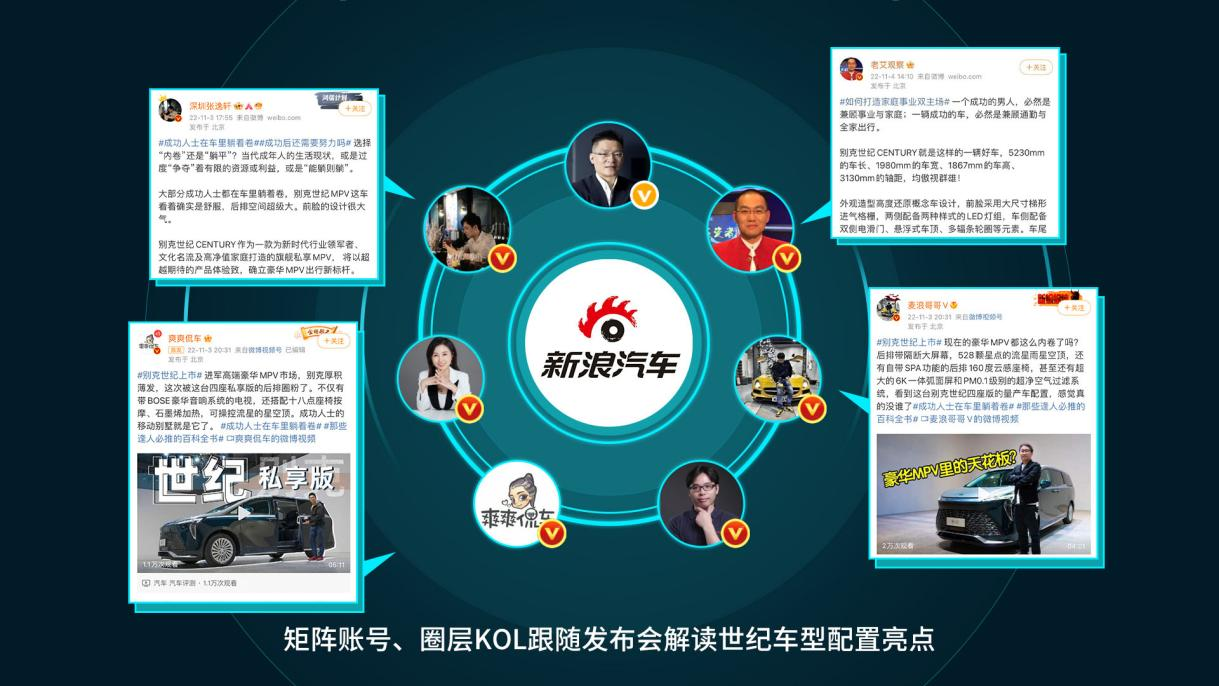 深圳张逸轩
+关注
22-11-3 17:55 来自微博 weibo.com
发布于 北京
#成功人士在车里躺着卷##成功后还需要努力吗# 选择
“内卷”还是“躺平”？当代成年人的生活现状，或是过
度“争夺”着有限的资源或利益，或是“能躺则躺”。
大部分成功人士都在车里躺着卷，别克世纪MPV这车
看着确实是舒服，后排空间超级大。前脸的设计很大
气。
别克世纪CENTURY作为一款为新时代行业领军者、
文化名流及高净值家庭打造的旗舰私享MPV，将以超
越期待的产品体验致，确立豪华MPV出行新标杆。
老艾观察
+关注
22-11-4 14:10 来自微博 weibo.com
发布于 北京
#如何打造家庭事业双主场# 一个成功的男人，必然是
兼顾事业与家庭；一辆成功的车，必然是兼顾通勤与
全家出行。
别克世纪CENTURY就是这样的一辆好车，5230mm
的车长、1980mm的车宽、1867mm的车高、
3130mm的轴距，均傲视群雄！
外观造型高度还原概念车设计，前脸采用大尺寸梯形
进气格栅，两侧配备两种样式的LED灯组，车侧配备
双侧电滑门、悬浮式车顶、多辐条轮圈等元素。车尾
爽爽侃车
+关注
22-11-3 20:31 来自微博视频号 已编辑
发布于 北京
#别克世纪上市# 进军高端豪华MPV市场，别克厚积
薄发，这次被这台四座私享版的后排圈粉了。不仅有
带BOSE豪华音响系统的电视，还搭配十八点座椅按
摩、石墨烯加热，可操控流星的星空顶。成功人士的
移动别墅就是它了。#成功人士在车里躺着卷# #那些
逢人必推的百科全书# 爽爽侃车的微博视频
世纪 私享版
1.1万次观看
05:11
汽车 汽车评测·1.1万次观看
麦浪哥哥V
+关注
22-11-3 20:31 来自微博视频号
发布于 北京
#别克世纪上市# 现在的豪华MPV都这么内卷了吗？
后排带隔断大屏幕，528颗星点的流星雨星空顶，还
有自带SPA功能的后排160度云感座椅，甚至还有超
大的6K一体弧面屏和PM0.1级别的超净空气过滤系
统，看到这台别克世纪四座版的量产车配置，感觉真
的没谁了#成功人士在车里躺着卷# #那些逢人必推的
百科全书# 麦浪哥哥V的微博视频
豪华MPV里的天花板？
2万次观看
04:01
新浪汽车
爽爽侃车
矩阵账号、圈层KOL跟随发布会解读世纪车型配置亮点